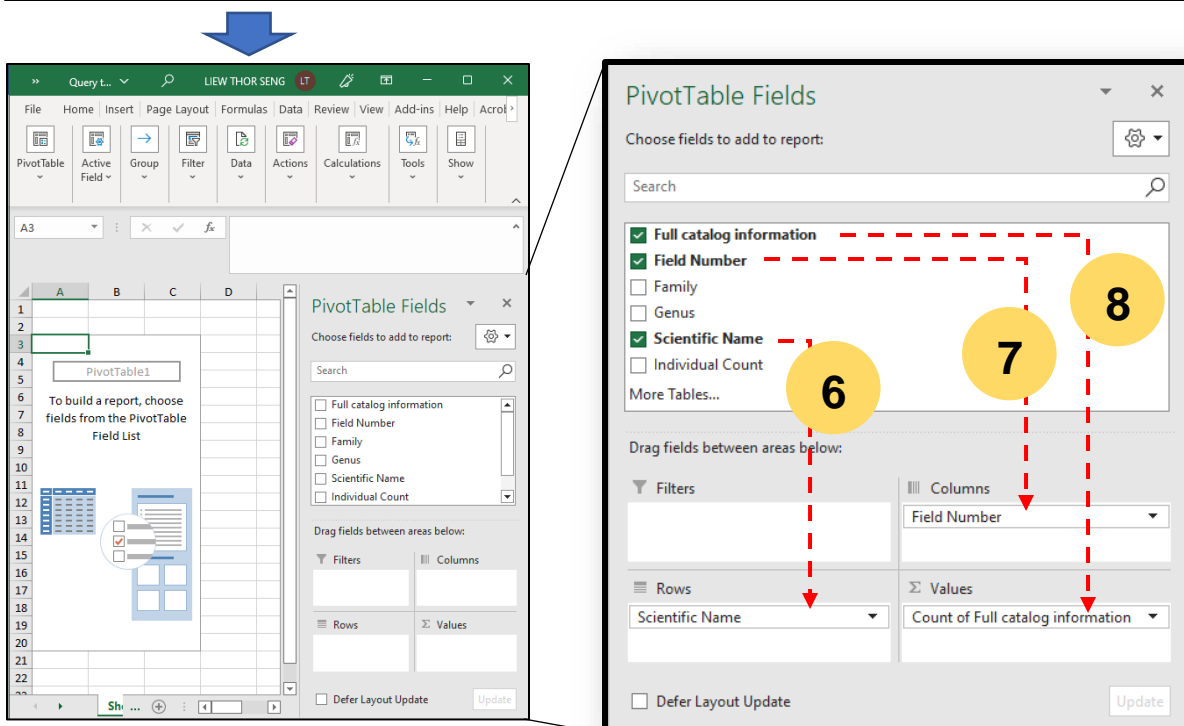 Query t...
LIEW THOR SENG LT
File Home Insert Page Layout Formulas Data Review View Add-ins Help Acrol
PivotTable Active Field Group Filter Data Actions Calculations Tools Show
A3 fx
A B C D
1
2
3
4
5
6
7
8
9
10
11
12
13
14
15
16
17
18
19
20
21
22
23
PivotTable1
To build a report, choose
fields from the PivotTable
Field List
Sh ...
PivotTable Fields
Choose fields to add to report:
Search
Full catalog information
Field Number
Family
Genus
Scientific Name
Individual Count
Drag fields between areas below:
Filters Columns
Rows Σ Values
Defer Layout Update Update
PivotTable Fields
Choose fields to add to report:
Search
Full catalog information
Field Number
Family
Genus
Scientific Name
Individual Count
More Tables...
6
7
8
Drag fields between areas below:
Filters Columns
Field Number
Rows Σ Values
Scientific Name Count of Full catalog information
Defer Layout Update Update